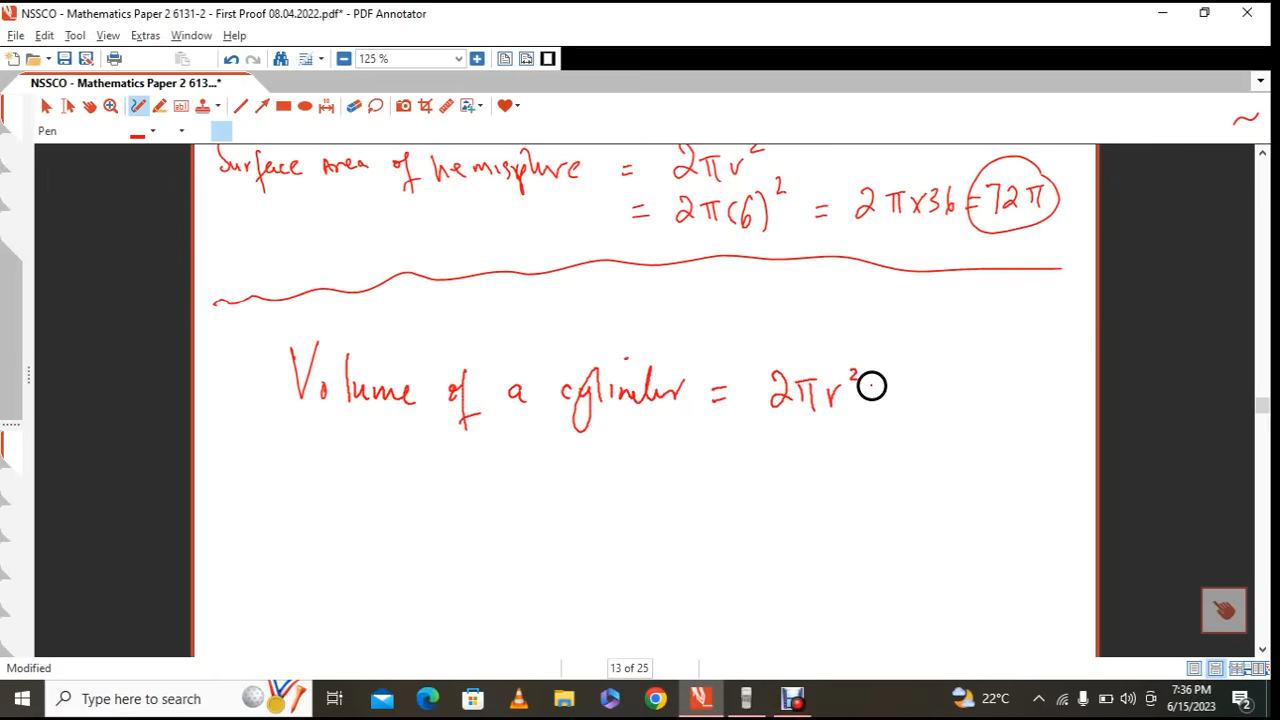 NSSCO - Mathematics Paper 2 6131-2 - First Proof 08.04.2022.pdf* - PDF Annotator
File Edit Tool View Extras Window Help
125 %
NSSCO - Mathematics Paper 2 613...*
Pen
Surface Area of hemisphure = 2πr²
= 2π(6)² = 2π×36 = 72π
Volume of a cylinder = 2πr²
Modified
13 of 25
Type here to search
22°C
7:36 PM
6/15/2023
2